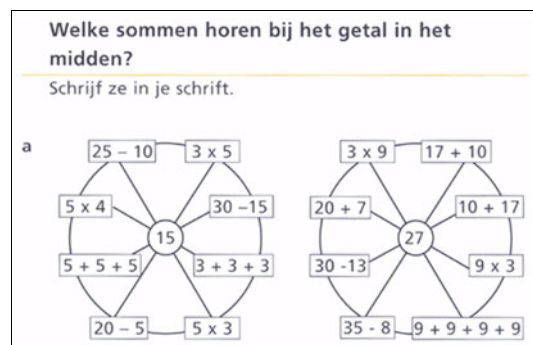 Welke sommen horen bij het getal in het
midden?
Schrijf ze in je schrift.
a
25 – 10
3 x 5
5 x 4
30 –15
15
5 + 5 + 5
3 + 3 + 3
20 – 5
5 x 3
3 x 9
17 + 10
20 + 7
10 + 17
27
30 -13
9 x 3
35 - 8
9 + 9 + 9 + 9